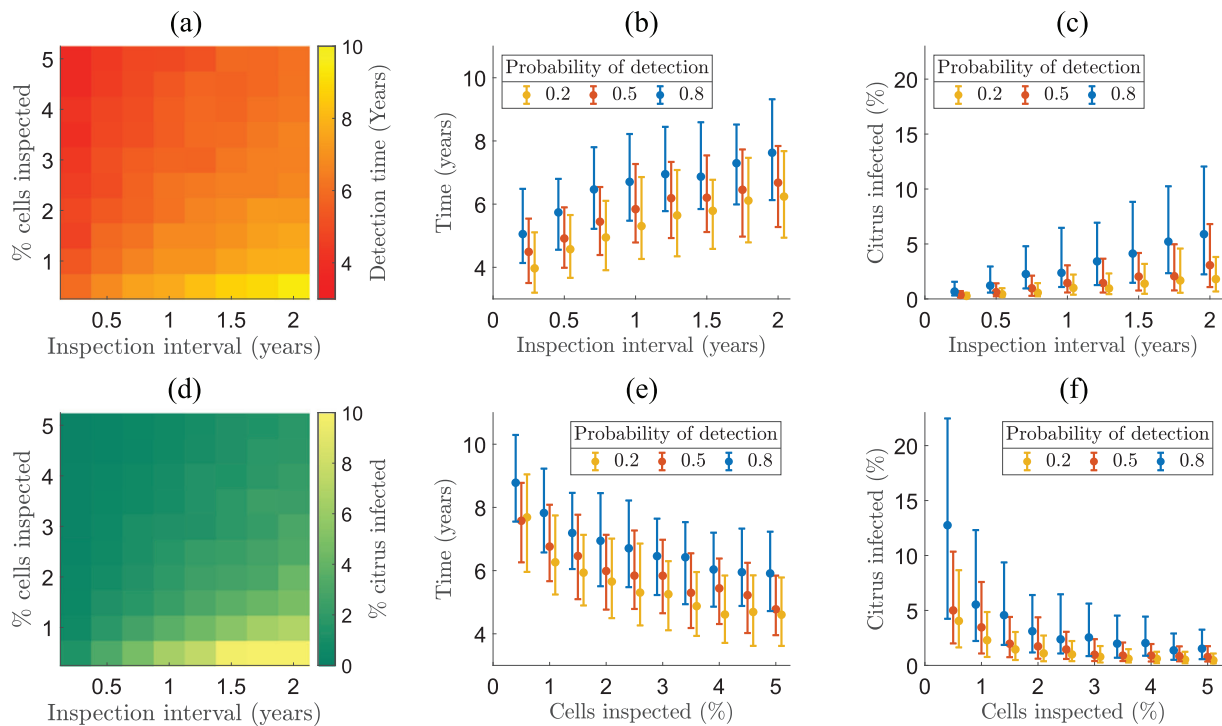 (a)
5
4
3
2
1
% cells inspected
0.5 1 1.5 2
Inspection interval (years)
10
8
6
4
Detection time (Years)
(b)
Probability of detection
0.2 0.5 0.8
10
8
6
4
Time (years)
0 0.5 1 1.5 2
Inspection interval (years)
(c)
Probability of detection
0.2 0.5 0.8
20
15
10
5
0
Citrus infected (%)
0 0.5 1 1.5 2
Inspection interval (years)
(d)
5
4
3
2
1
% cells inspected
0.5 1 1.5 2
Inspection interval (years)
10
8
6
4
2
0
% citrus infected
(e)
Probability of detection
0.2 0.5 0.8
10
8
6
4
Time (years)
0 1 2 3 4 5
Cells inspected (%)
(f)
Probability of detection
0.2 0.5 0.8
20
15
10
5
0
Citrus infected (%)
0 1 2 3 4 5
Cells inspected (%)